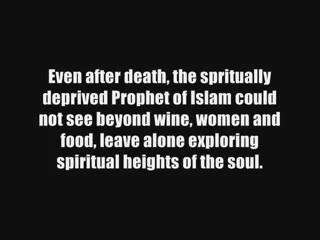 Even after death, the spritually
deprived Prophet of Islam could
not see beyond wine, women and
food, leave alone exploring
spiritual heights of the soul.